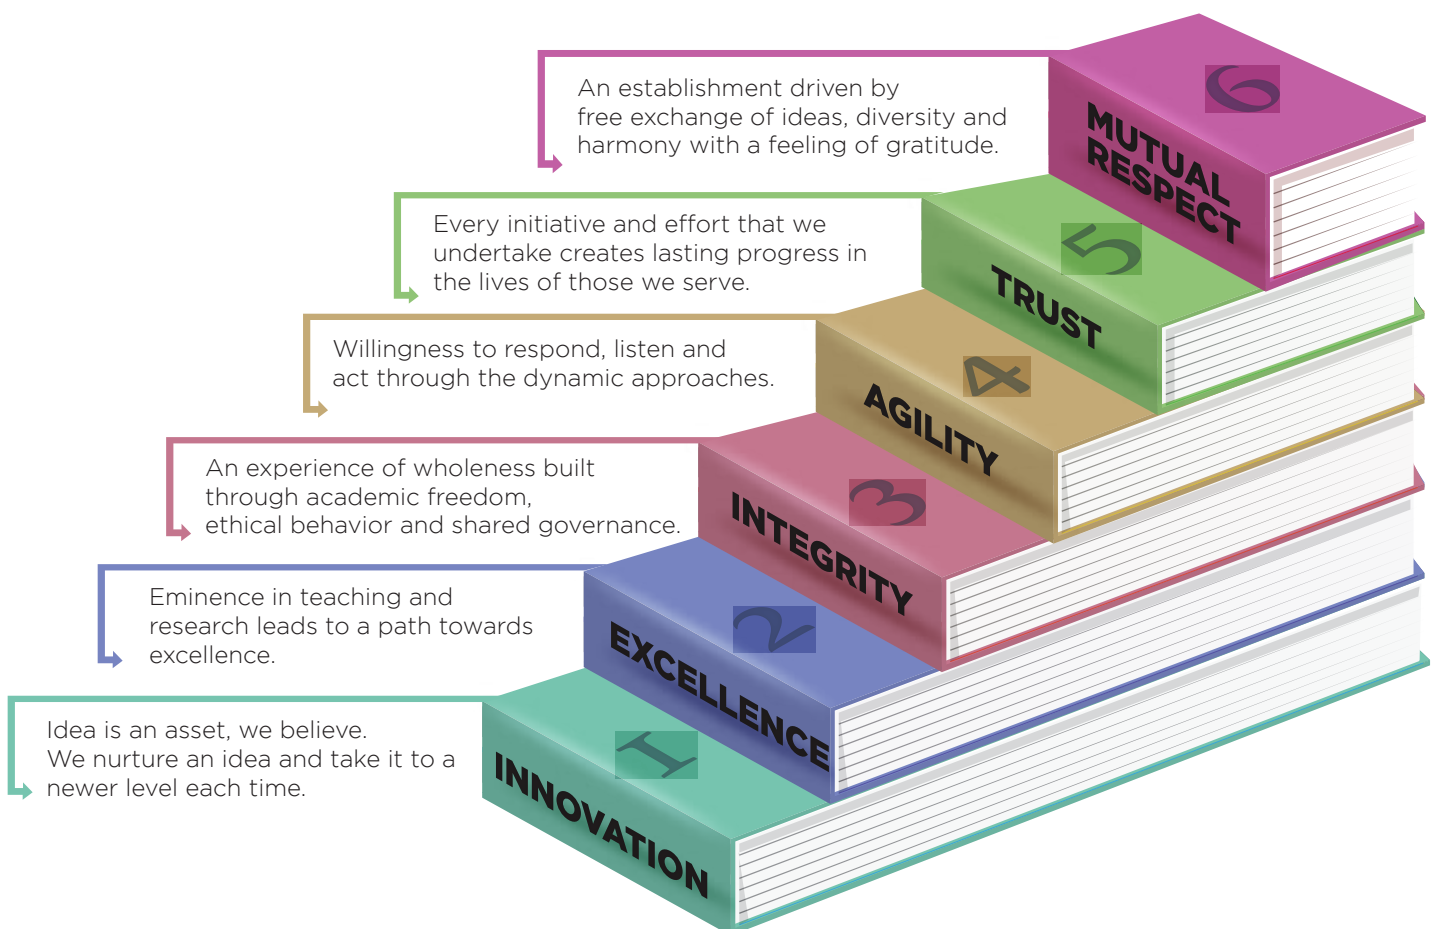 An establishment driven by
free exchange of ideas, diversity and
harmony with a feeling of gratitude.
6
MUTUAL
RESPECT
Every initiative and effort that we
undertake creates lasting progress in
the lives of those we serve.
5
TRUST
Willingness to respond, listen and
act through the dynamic approaches.
4
AGILITY
An experience of wholeness built
through academic freedom,
ethical behavior and shared governance.
3
INTEGRITY
Eminence in teaching and
research leads to a path towards
excellence.
2
EXCELLENCE
Idea is an asset, we believe.
We nurture an idea and take it to a
newer level each time.
1
INNOVATION